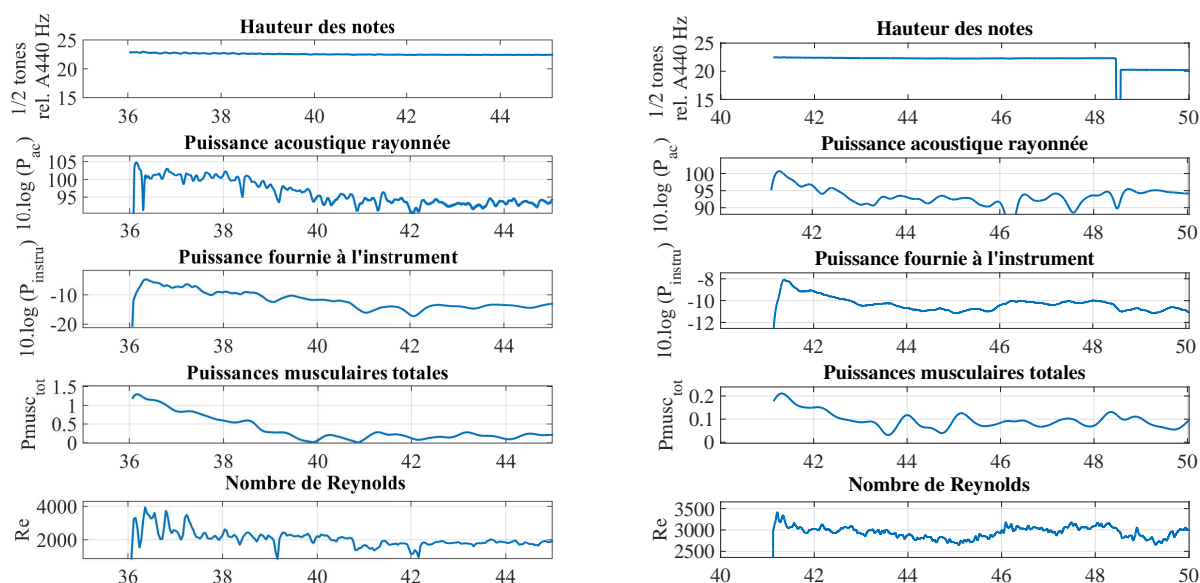 Hauteur des notes
1/2 tones
rel. A440 Hz
25
20
15
36 38 40 42 44
Puissance acoustique rayonnée
10.log (P_ac)
105
100
95
36 38 40 42 44
Puissance fournie à l'instrument
10.log (P_instru)
-10
-20
36 38 40 42 44
Puissances musculaires totales
Pmusc_tot
1.5
1
0.5
0
36 38 40 42 44
Nombre de Reynolds
Re
4000
2000
36 38 40 42 44
Hauteur des notes
1/2 tones
rel. A440 Hz
25
20
15
40 42 44 46 48 50
Puissance acoustique rayonnée
10.log (P_ac)
100
95
90
42 44 46 48 50
Puissance fournie à l'instrument
10.log (P_instru)
-8
-10
-12
42 44 46 48 50
Puissances musculaires totales
Pmusc_tot
0.2
0.1
0
42 44 46 48 50
Nombre de Reynolds
Re
3500
3000
2500
40 42 44 46 48 50